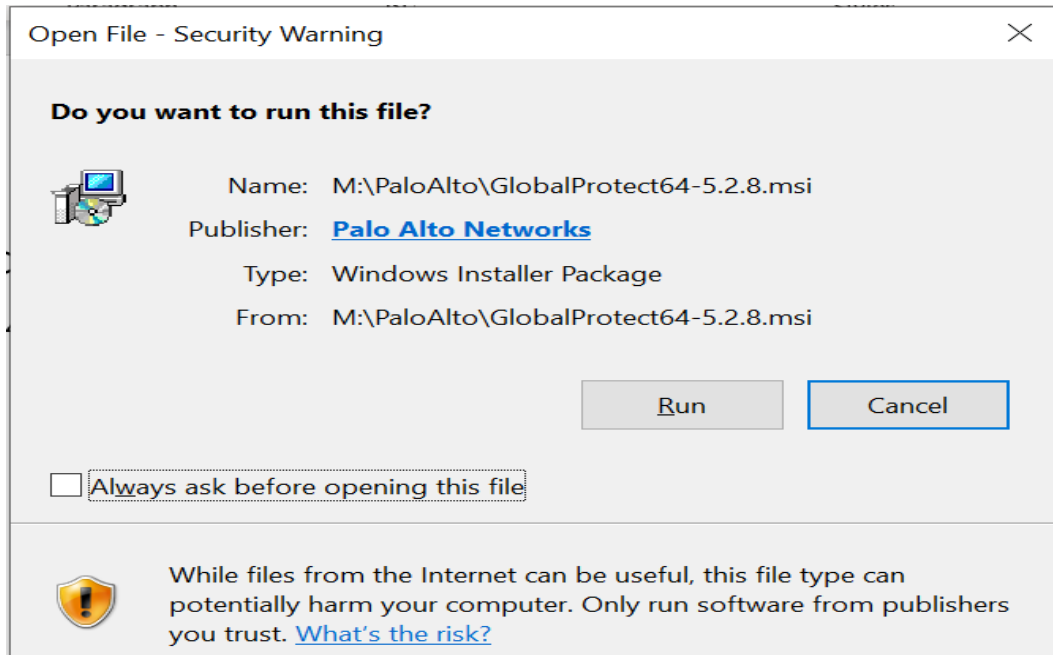 Open File - Security Warning
Do you want to run this file?
Name: M:\PaloAlto\GlobalProtect64-5.2.8.msi
Publisher: Palo Alto Networks
Type: Windows Installer Package
From: M:\PaloAlto\GlobalProtect64-5.2.8.msi
Run Cancel
Always ask before opening this file
While files from the Internet can be useful, this file type can
potentially harm your computer. Only run software from publishers
you trust. What's the risk?